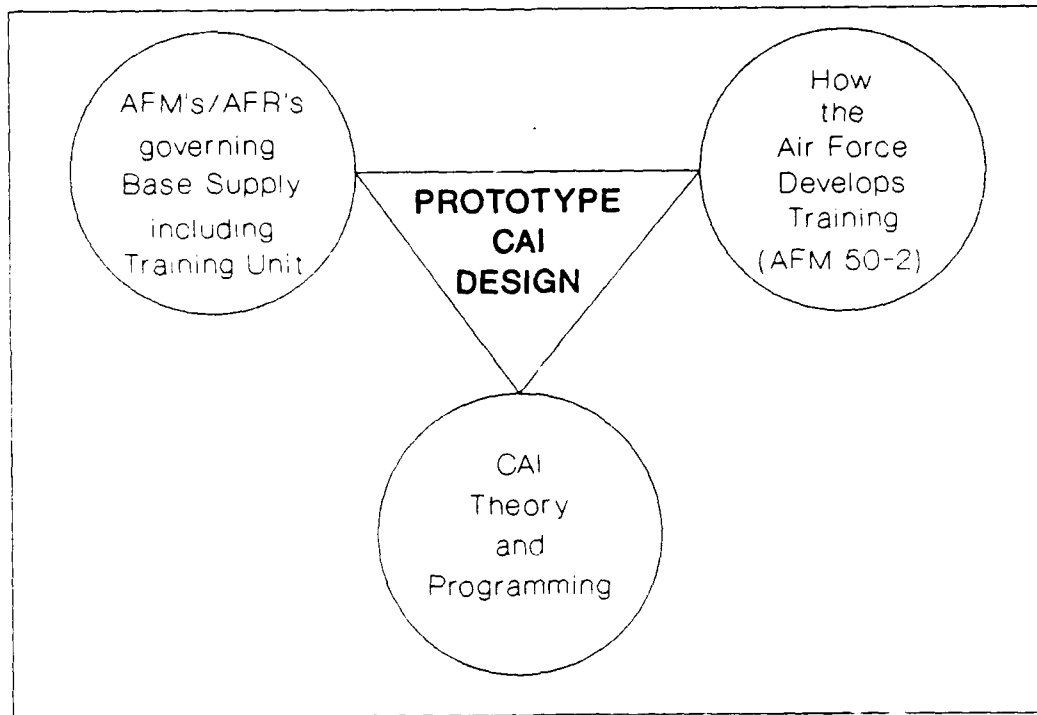 AFM's/AFR's
governing
Base Supply
including
Training Unit
PROTOTYPE
CAI
DESIGN
How
the
Air Force
Develops
Training
(AFM 50-2)
CAI
Theory
and
Programming